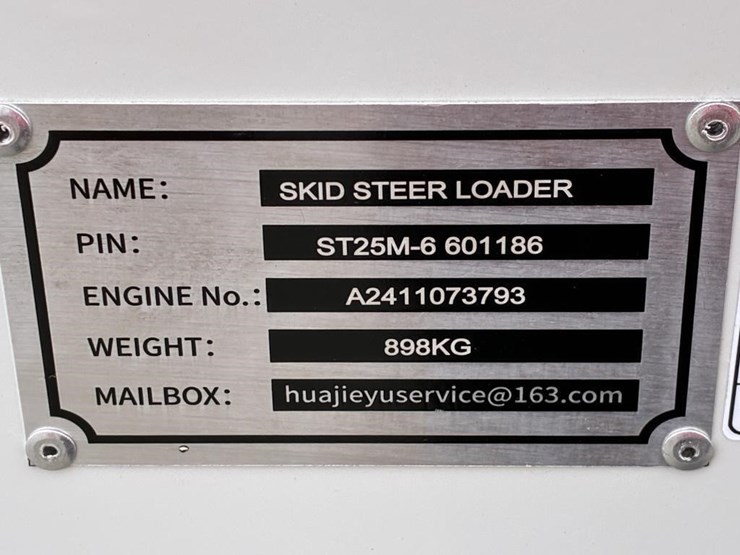 NAME: SKID STEER LOADER
PIN: ST25M-6 601186
ENGINE No.: A2411073793
WEIGHT: 898KG
MAILBOX: huajieyuservice@163.com